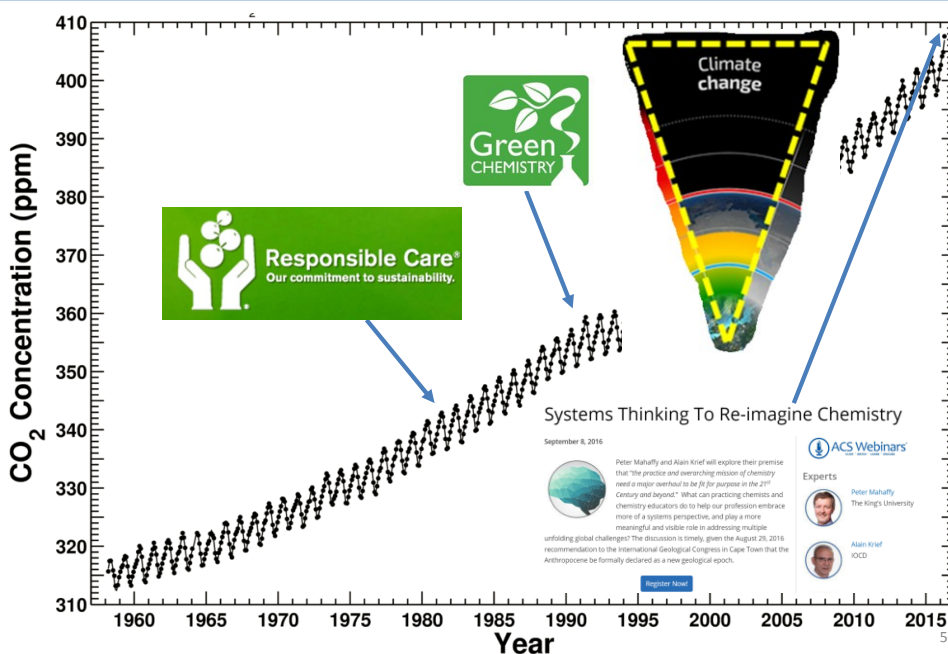 2
410
400
390
380
370
360
350
340
330
320
310
CO2 Concentration (ppm)
Climate
change
Green
CHEMISTRY
Responsible Care®
Our commitment to sustainability.
®
Systems Thinking To Re-imagine Chemistry
September 8, 2016
Peter Mahaffy and Alain Krief will explore their premise
that "the practice and overarching mission of chemistry
need a major overhaul to be fit for purpose in the 21st
Century and beyond." What can practicing chemists and
chemistry educators do to help our profession embrace
more of a systems perspective, and play a more
meaningful and visible role in addressing multiple
unfolding global challenges? The discussion is timely, given the August 29, 2016
recommendation to the International Geological Congress in Cape Town that the
Anthropocene be formally declared as a new geological epoch.
Register Now!
ACS Webinars
Experts
Peter Mahaffy
The King's University
Alain Krief
IOCD
1960 1965 1970 1975 1980 1985 1990 1995 2000 2005 2010 2015
Year
5